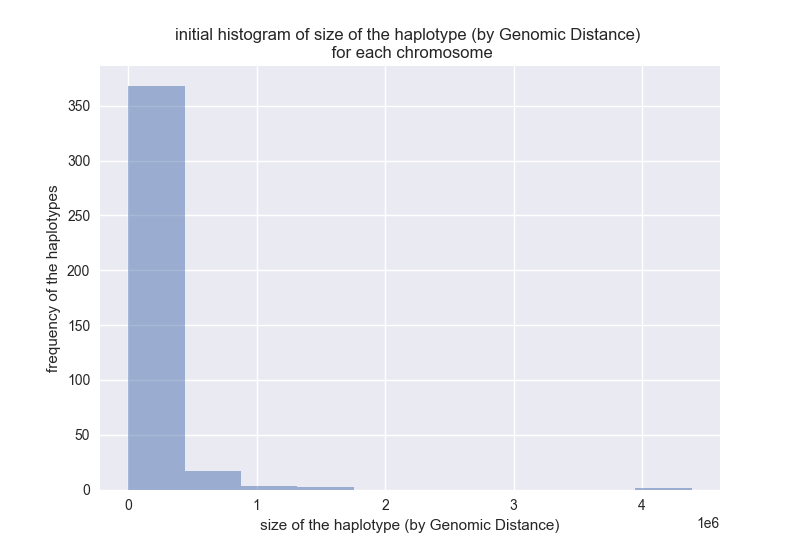 initial histogram of size of the haplotype (by Genomic Distance)
for each chromosome
frequency of the haplotypes
350
300
250
200
150
100
50
0
0 1 2 3 4
1e6
size of the haplotype (by Genomic Distance)